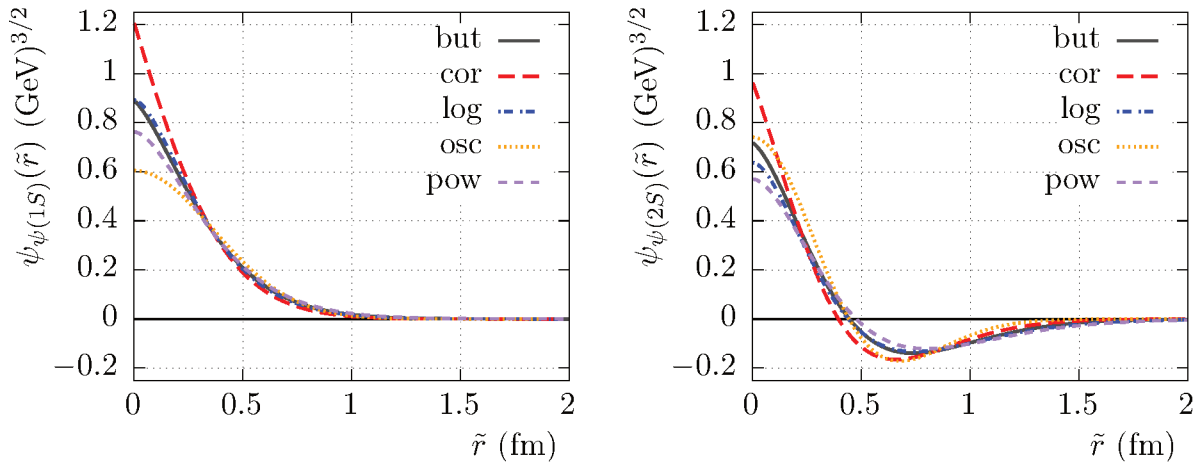 ψψ(1S)(r̃) (GeV)3/2
1.2
1
0.8
0.6
0.4
0.2
0
−0.2
but
cor
log
osc
pow
0
0.5
1
1.5
2
r̃ (fm)
ψψ(2S)(r̃) (GeV)3/2
1.2
1
0.8
0.6
0.4
0.2
0
−0.2
but
cor
log
osc
pow
0
0.5
1
1.5
2
r̃ (fm)